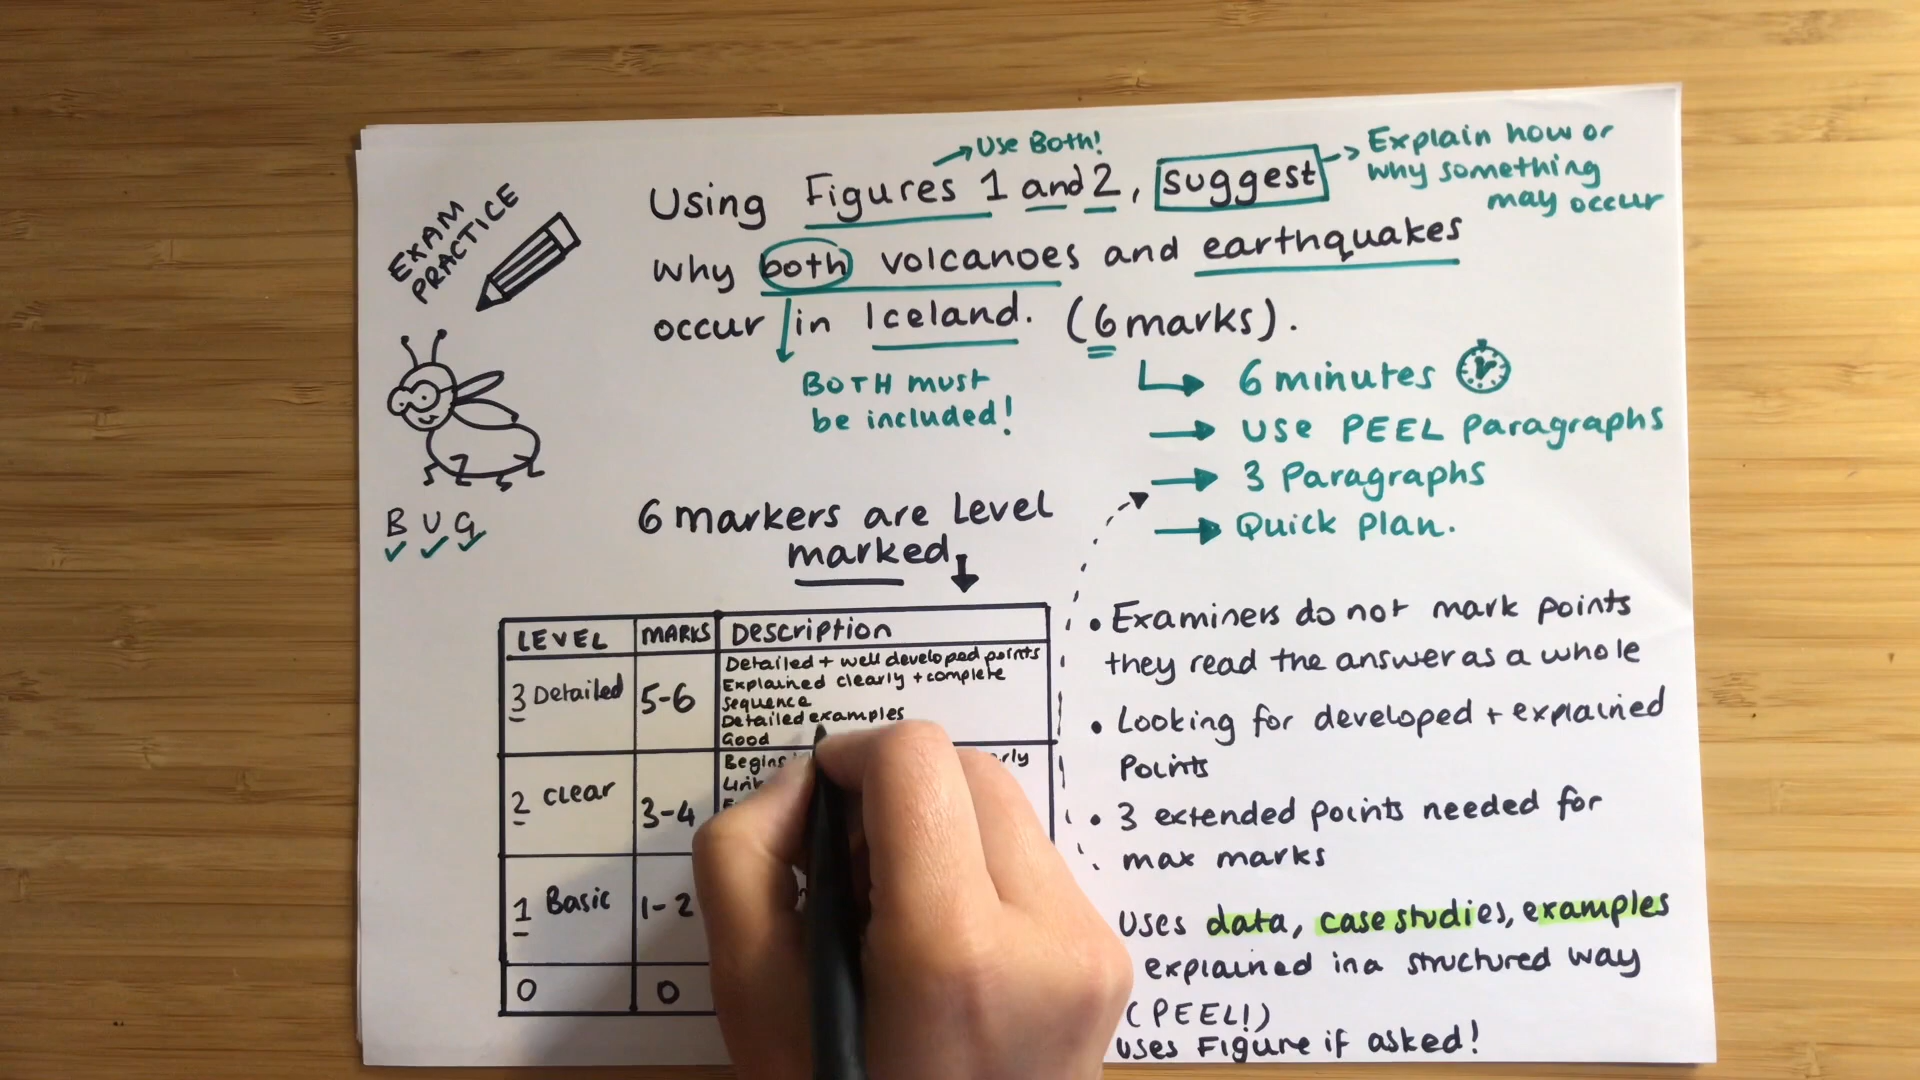 EXAM
PRACTICE
B U G
Use Both!
Using Figures 1 and 2, suggest
why both volcanoes and earthquakes
occur in Iceland. (6 marks).
Explain how or
why something
may occur
BOTH must
be included!
6 minutes
use PEEL Paragraphs
3 Paragraphs
Quick Plan.
6 markers are level
marked
LEVEL MARKS Description
3 Detailed 5-6
Detailed + well developed points
Explained clearly + complete
sequence
Detailed examples
Good
2 clear 3-4
Begins
1 Basic 1-2
0 0
• Examiners do not mark points
they read the answer as a whole
• Looking for developed + explained
Points
• 3 extended points needed for
max marks
Uses data, case studies, examples
explained in a structured way
(PEEL!)
Uses Figure if asked!